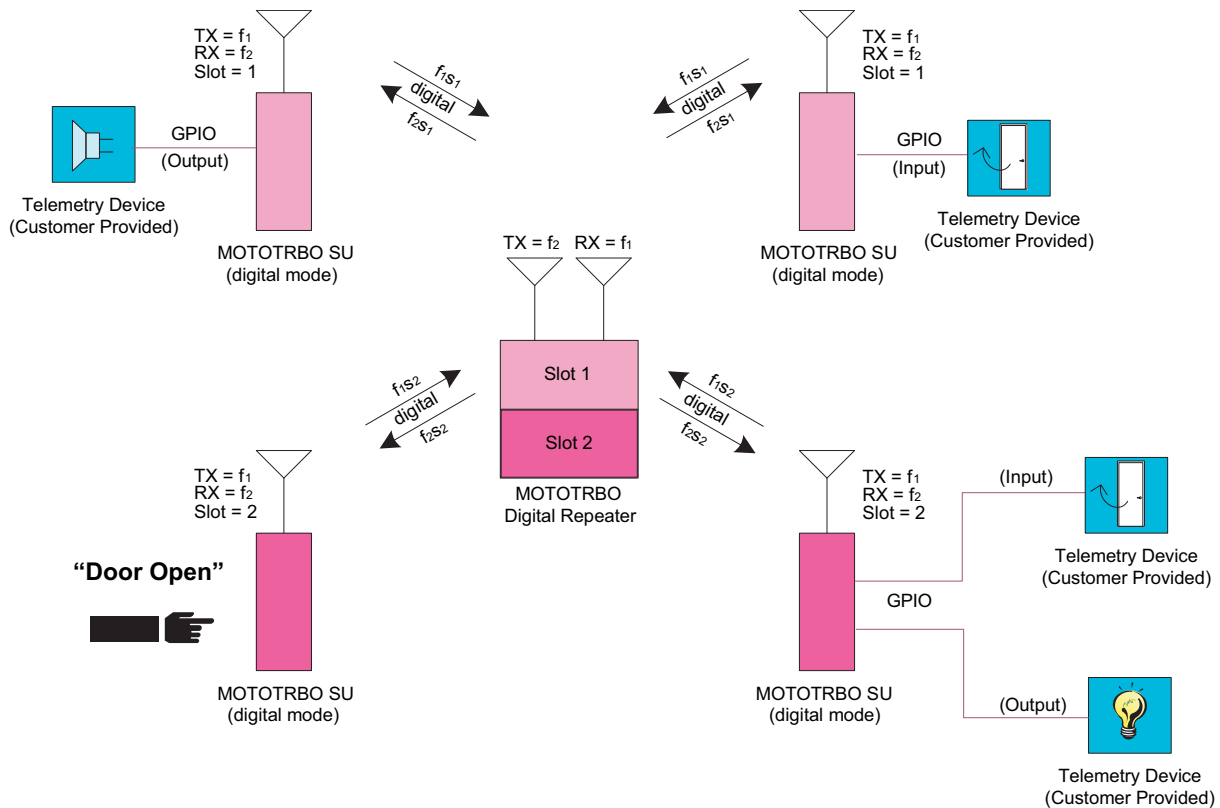 TX = f1
RX = f2
Slot = 1
GPIO
(Output)
Telemetry Device
(Customer Provided)
MOTOTRBO SU
(digital mode)
f1s1
digital
f2s1
f1s1
digital
f2s1
TX = f1
RX = f2
Slot = 1
GPIO
(Input)
Telemetry Device
(Customer Provided)
MOTOTRBO SU
(digital mode)
TX = f2 RX = f1
Slot 1
Slot 2
MOTOTRBO
Digital Repeater
f1s2
digital
f2s2
f1s2
digital
f2s2
TX = f1
RX = f2
Slot = 2
“Door Open”
MOTOTRBO SU
(digital mode)
TX = f1
RX = f2
Slot = 2
(Input)
GPIO
Telemetry Device
(Customer Provided)
MOTOTRBO SU
(digital mode)
(Output)
Telemetry Device
(Customer Provided)